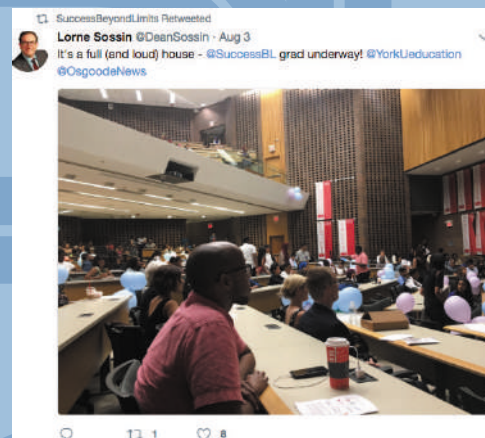 SuccessBeyondLimits Retweeted
Lorne Sossin @DeanSossin · Aug 3
It's a full (and loud) house - @SuccessBL grad underway! @YorkUeducation
@OsgoodeNews
1 8